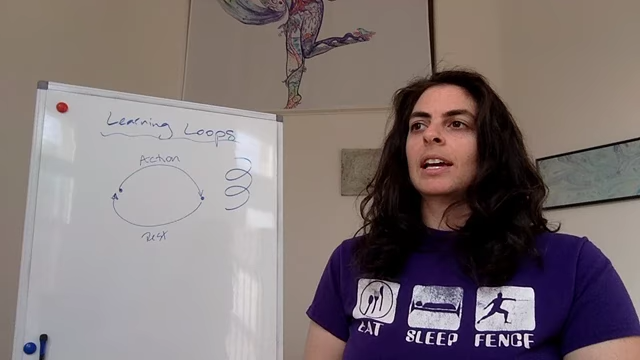 Learning Loops
Action
Rest
EAT
SLEEP
FENCE